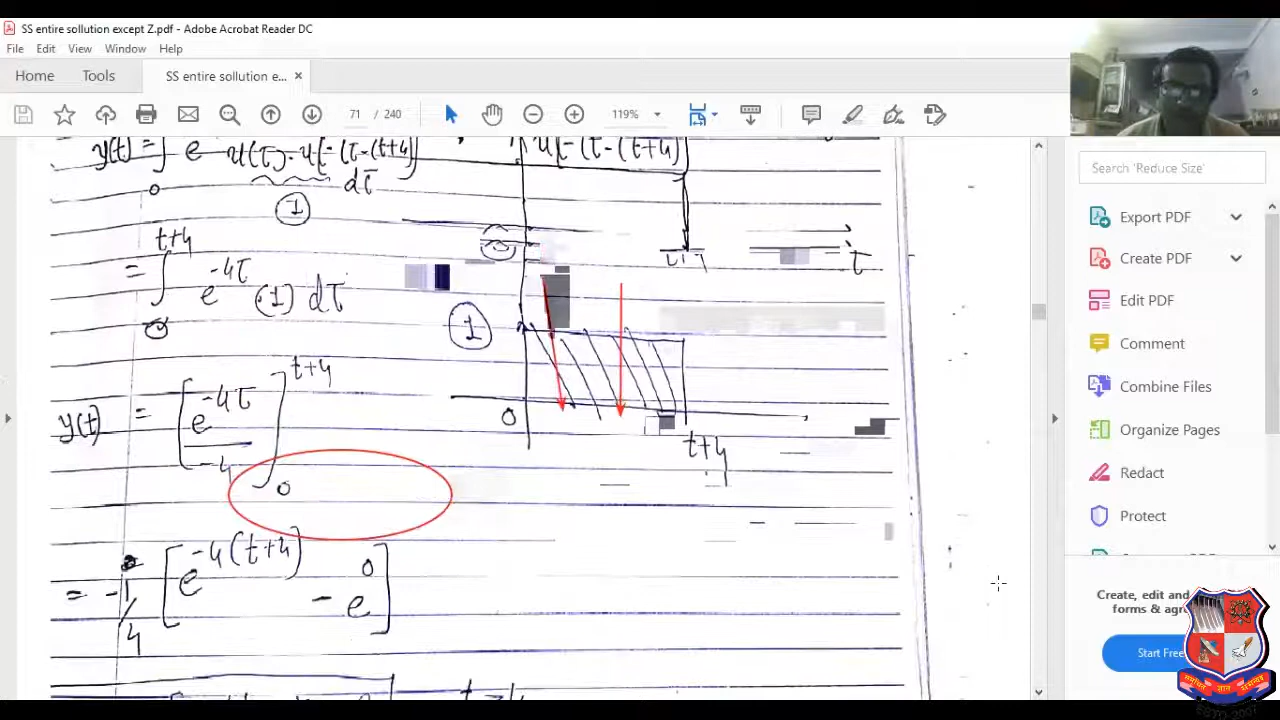 SS entire sollution except Z.pdf - Adobe Acrobat Reader DC
File Edit View Window Help
Home Tools SS entire sollution e... ×
71 / 240 119%
Search 'Reduce Size'
Export PDF
Create PDF
Edit PDF
Comment
Combine Files
Organize Pages
Redact
Protect
Create, edit and
forms & agre
Start Free
y(t) = ∫ e u(τ) - u[-(τ-(t+4)] dτ
0
1
u[-(τ-(t+4)]
τ
= ∫₀^(t+4) e^(-4τ) (1) dτ
1
0
t+4
y(t) = [e^(-4τ) / -4]₀^(t+4)
= -1/4 [e^(-4(t+4)) - e^0]